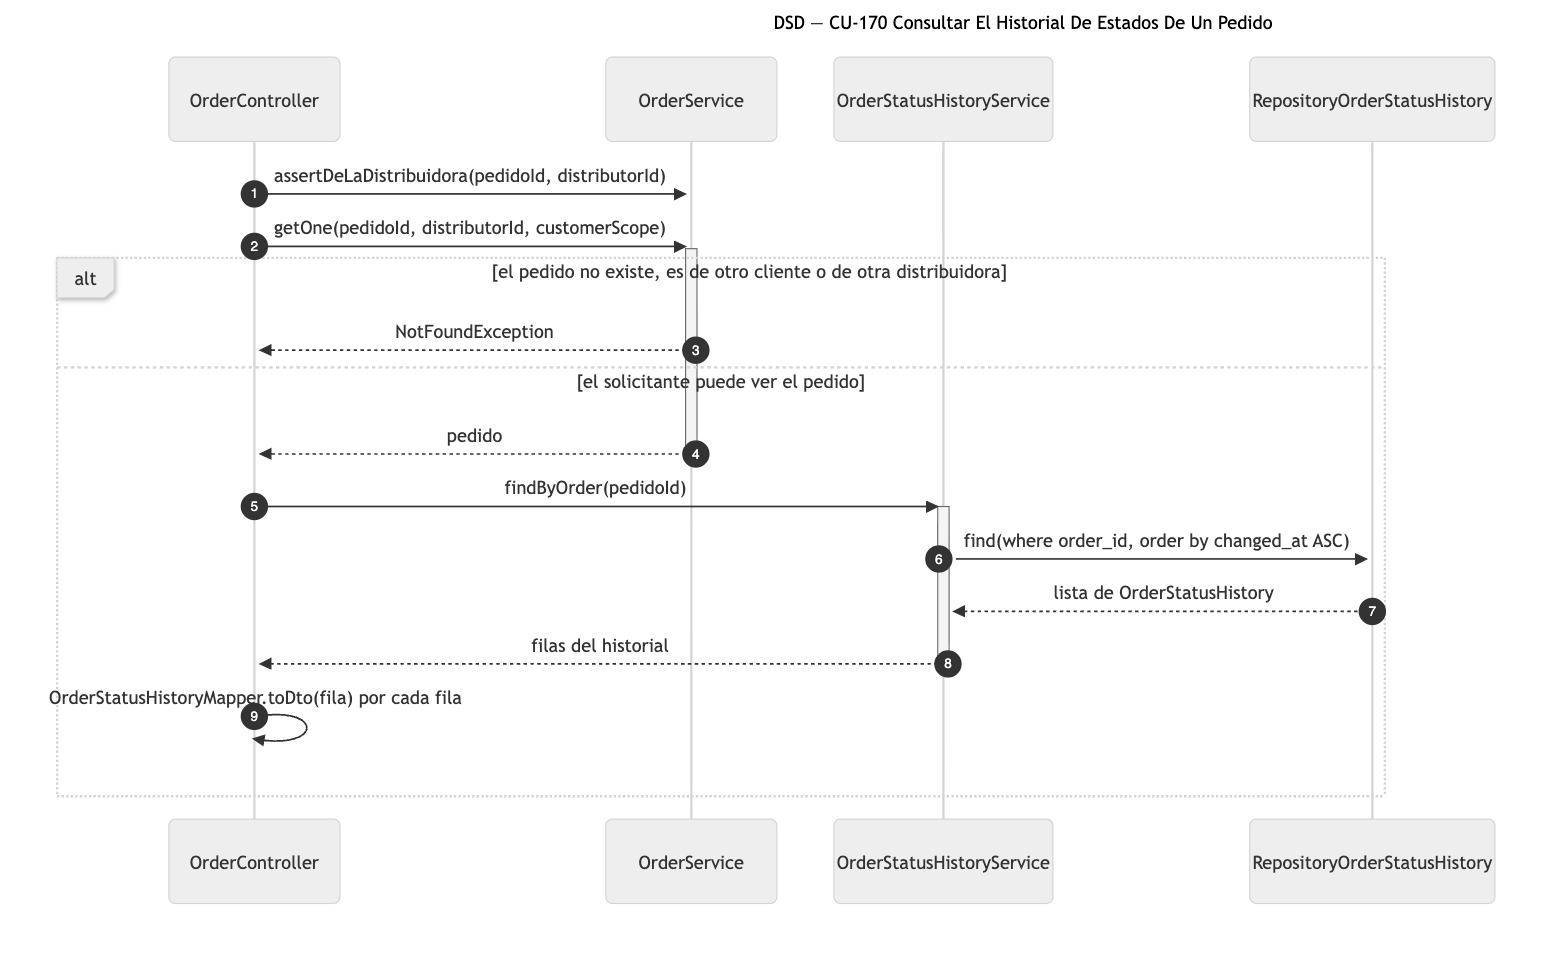 DSD — CU-170 Consultar El Historial De Estados De Un Pedido
OrderController
OrderService
OrderStatusHistoryService
RepositoryOrderStatusHistory
assertDeLaDistribuidora(pedidoId, distributorId)
1
getOne(pedidoId, distributorId, customerScope)
2
alt
[el pedido no existe, es de otro cliente o de otra distribuidora]
NotFoundException
3
[el solicitante puede ver el pedido]
pedido
4
findByOrder(pedidoId)
5
find(where order_id, order by changed_at ASC)
6
lista de OrderStatusHistory
7
filas del historial
8
OrderStatusHistoryMapper.toDto(fila) por cada fila
9
OrderController
OrderService
OrderStatusHistoryService
RepositoryOrderStatusHistory